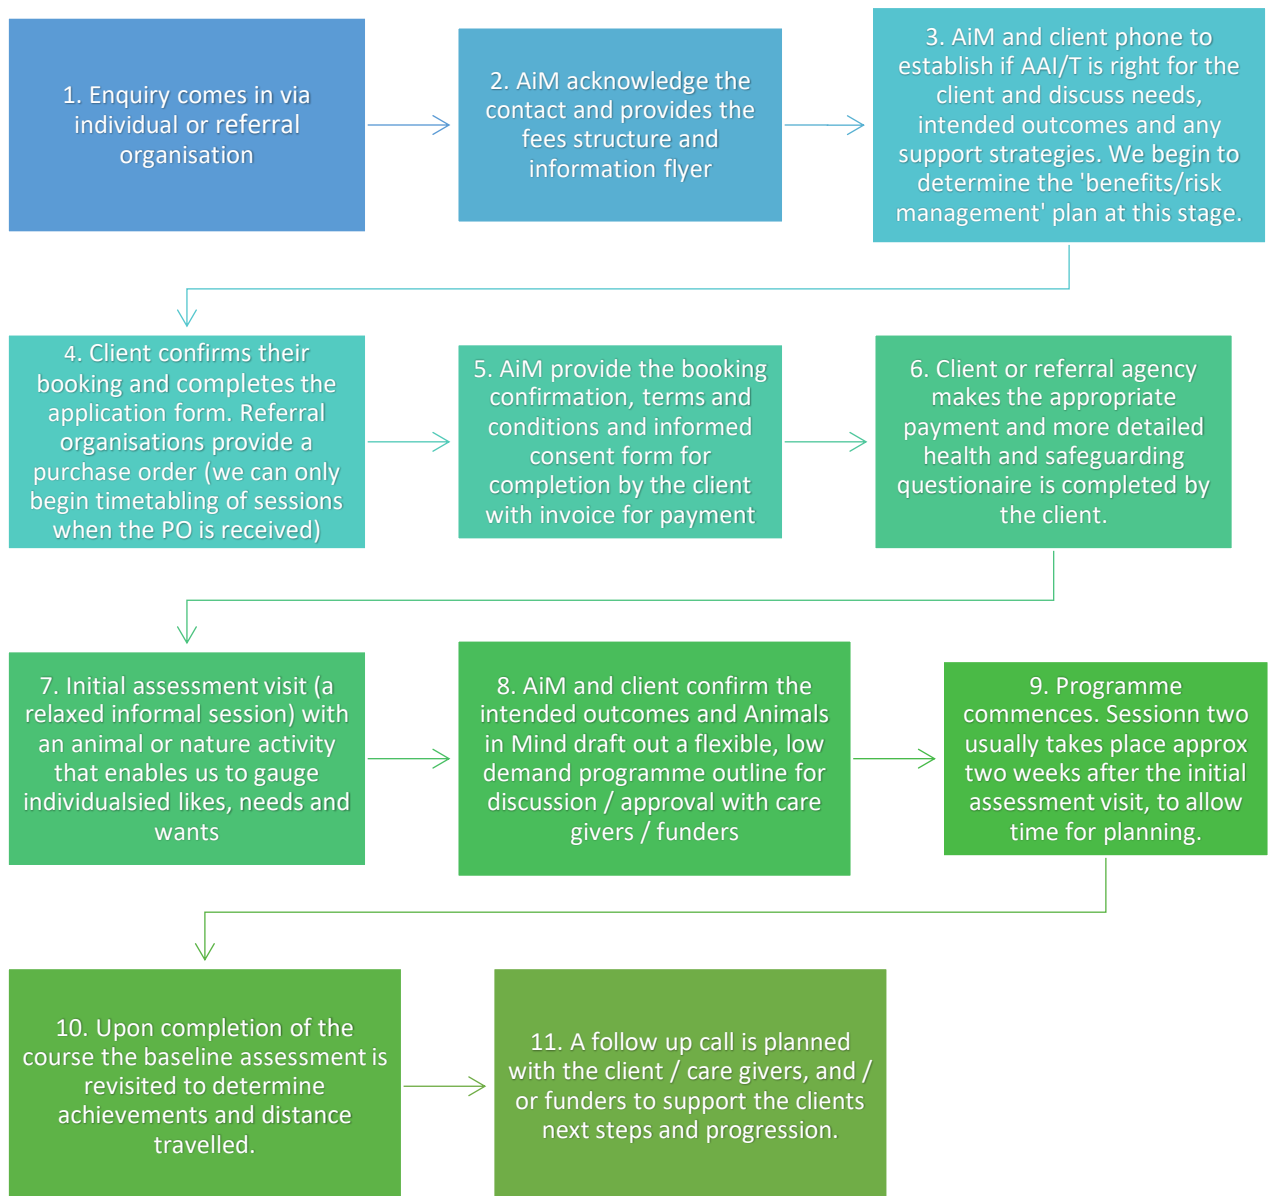 1. Enquiry comes in via
individual or referral
organisation
2. AiM acknowledge the
contact and provides the
fees structure and
information flyer
3. AiM and client phone to
establish if AAI/T is right for the
client and discuss needs,
intended outcomes and any
support strategies. We begin to
determine the 'benefits/risk
management' plan at this stage.
4. Client confirms their
booking and completes the
application form. Referral
organisations provide a
purchase order (we can only
begin timetabling of sessions
when the PO is received)
5. AiM provide the booking
confirmation, terms and
conditions and informed
consent form for
completion by the client
with invoice for payment
6. Client or referral agency
makes the appropriate
payment and more detailed
health and safeguarding
questionaire is completed by
the client.
7. Initial assessment visit (a
relaxed informal session) with
an animal or nature activity
that enables us to gauge
individualsied likes, needs and
wants
8. AiM and client confirm the
intended outcomes and Animals
in Mind draft out a flexible, low
demand programme outline for
discussion / approval with care
givers / funders
9. Programme
commences. Sessionn two
usually takes place approx
two weeks after the initial
assessment visit, to allow
time for planning.
10. Upon completion of the
course the baseline assessment is
revisited to determine
achievements and distance
travelled.
11. A follow up call is planned
with the client / care givers, and /
or funders to support the clients
next steps and progression.